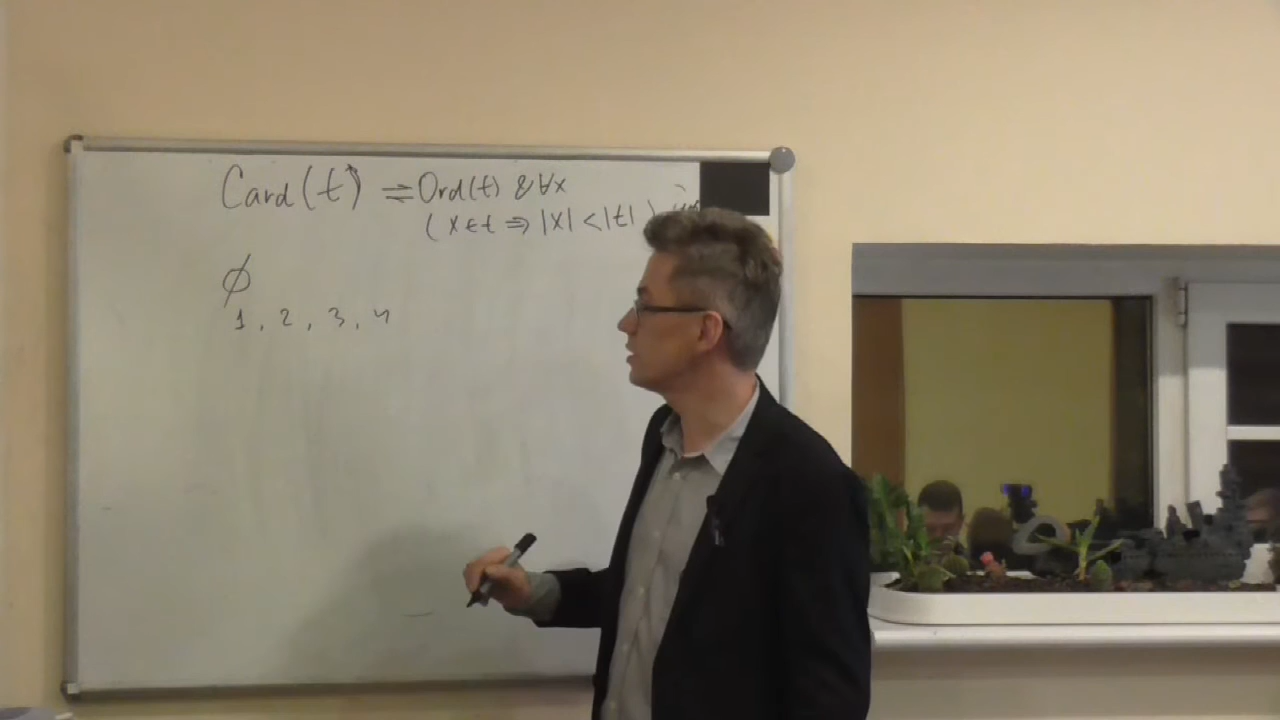 Card(t) ⇌ Ord(t) & ∀x
(x∈t ⇒ |x| < |t|)
∅
1, 2, 3, 4